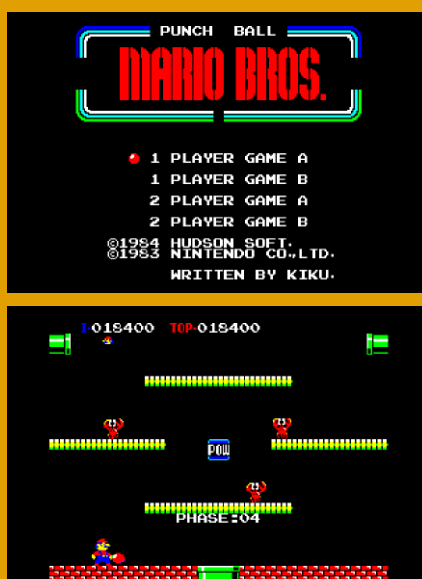 PUNCH BALL
MARIO BROS.
1 PLAYER GAME A
1 PLAYER GAME B
2 PLAYER GAME A
2 PLAYER GAME B
©1984 HUDSON SOFT.
©1983 NINTENDO CO.,LTD.
WRITTEN BY KIKU.
I-018400 TOP-018400
POW
PHASE:04